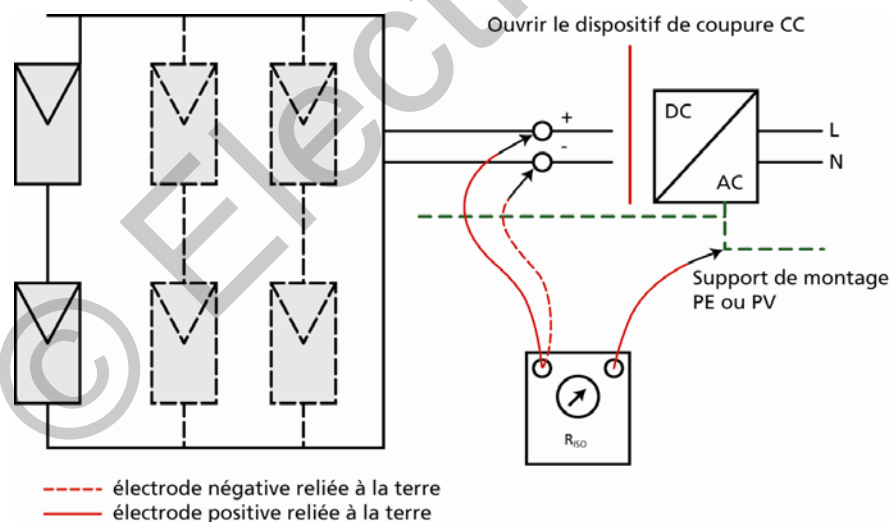 Ouvrir le dispositif de coupure CC
+
-
DC
AC
L
N
Support de montage
PE ou PV
RISO
électrode négative reliée à la terre
électrode positive reliée à la terre
© Electr